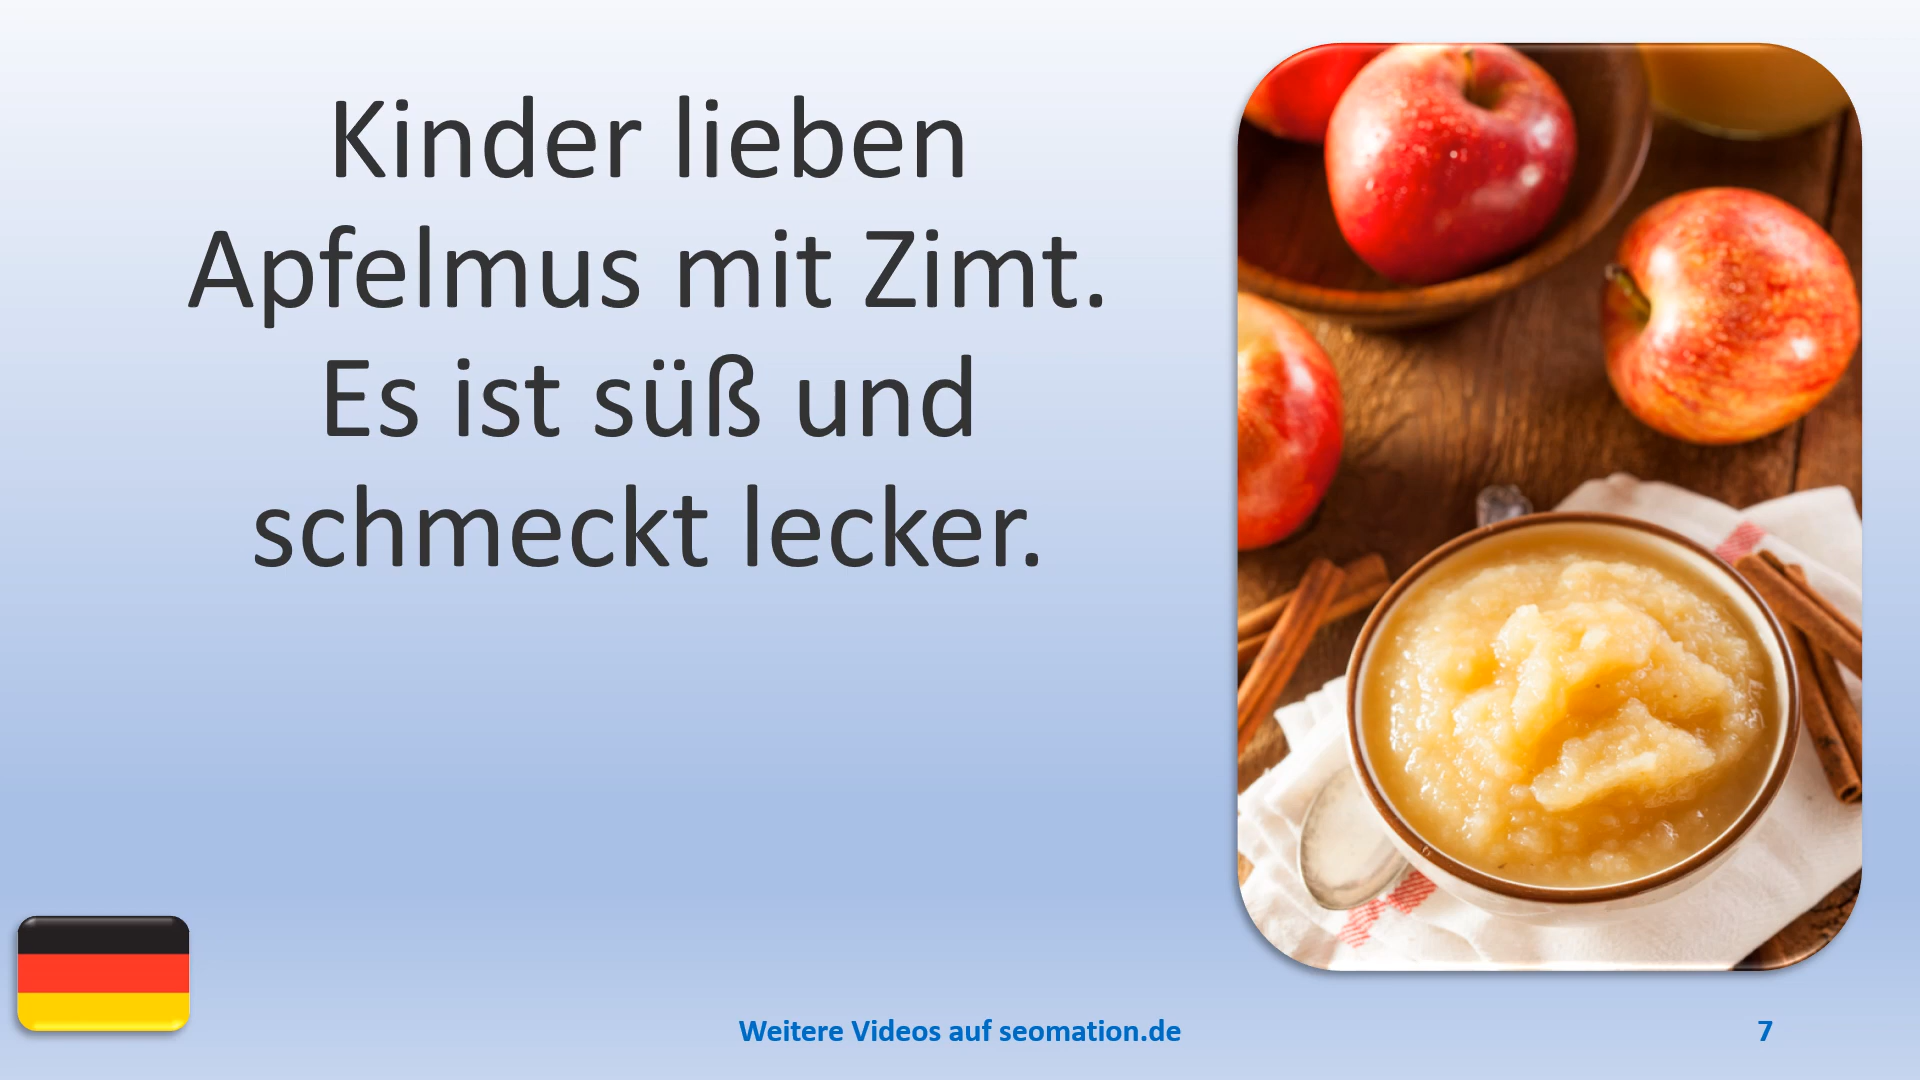 Kinder lieben
Apfelmus mit Zimt.
Es ist süß und
schmeckt lecker.
Weitere Videos auf seomation.de
7